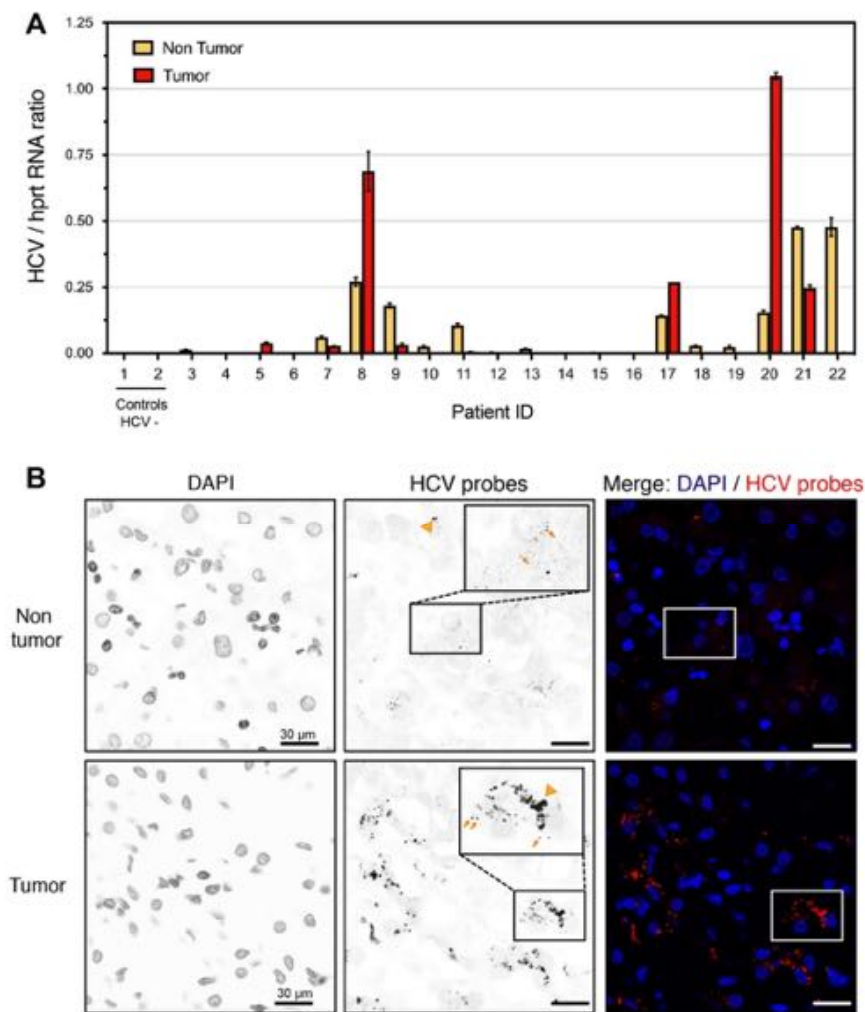 A
1.25
1.00
0.75
0.50
0.25
0.00
HCV / hprt RNA ratio
Non Tumor
Tumor
1 2 3 4 5 6 7 8 9 10 11 12 13 14 15 16 17 18 19 20 21 22
Controls
HCV -
Patient ID
B
DAPI HCV probes Merge: DAPI / HCV probes
Non
tumor
30 µm
Tumor
30 µm